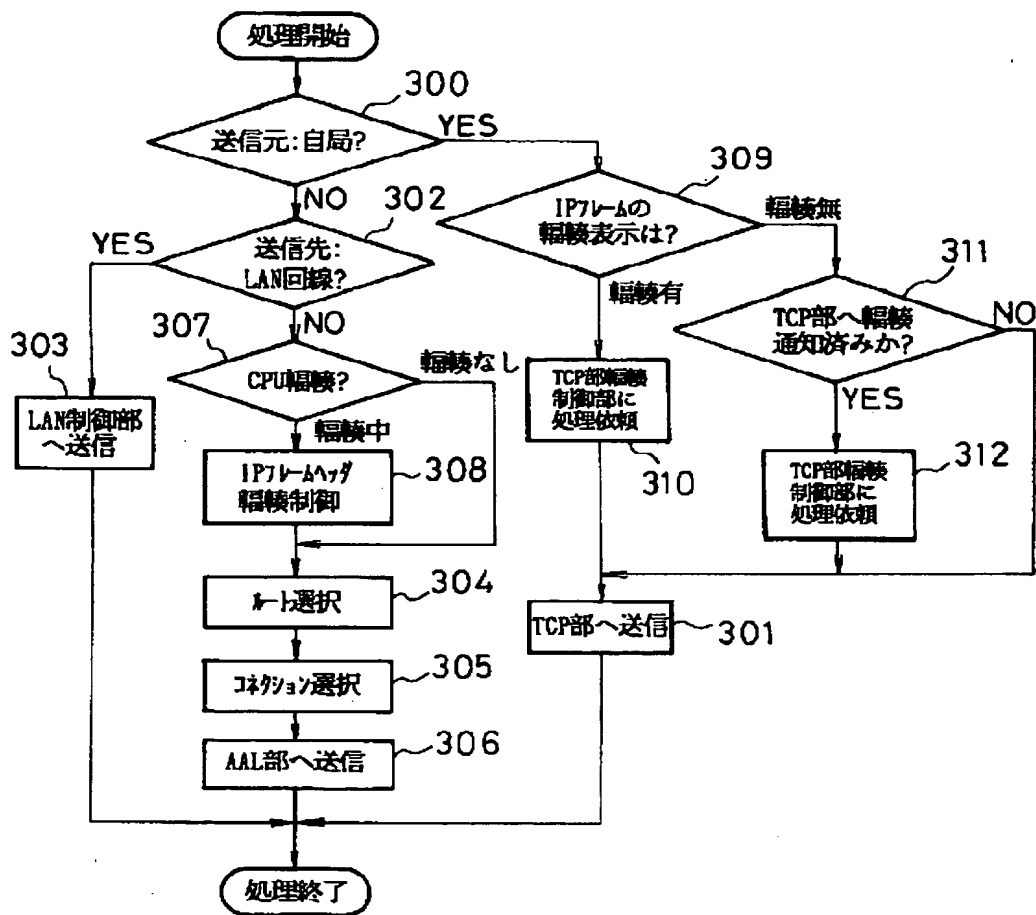 処理開始
300
送信元:自局?
YES
NO
309
IPフレームの
輻輳表示は?
輻輳無
輻輳有
302
送信先:
LAN回線?
YES
NO
311
TCP部へ輻輳
通知済みか?
NO
YES
303
LAN制御部
へ送信
307
CPU輻輳?
輻輳なし
輻輳中
TCP部輻輳
制御部に
処理依頼
310
IPフレームヘッダ
輻輳制御
308
TCP部輻輳
制御部に
処理依頼
312
ルート選択
304
TCP部へ送信
301
コネクション選択
305
AAL部へ送信
306
処理終了